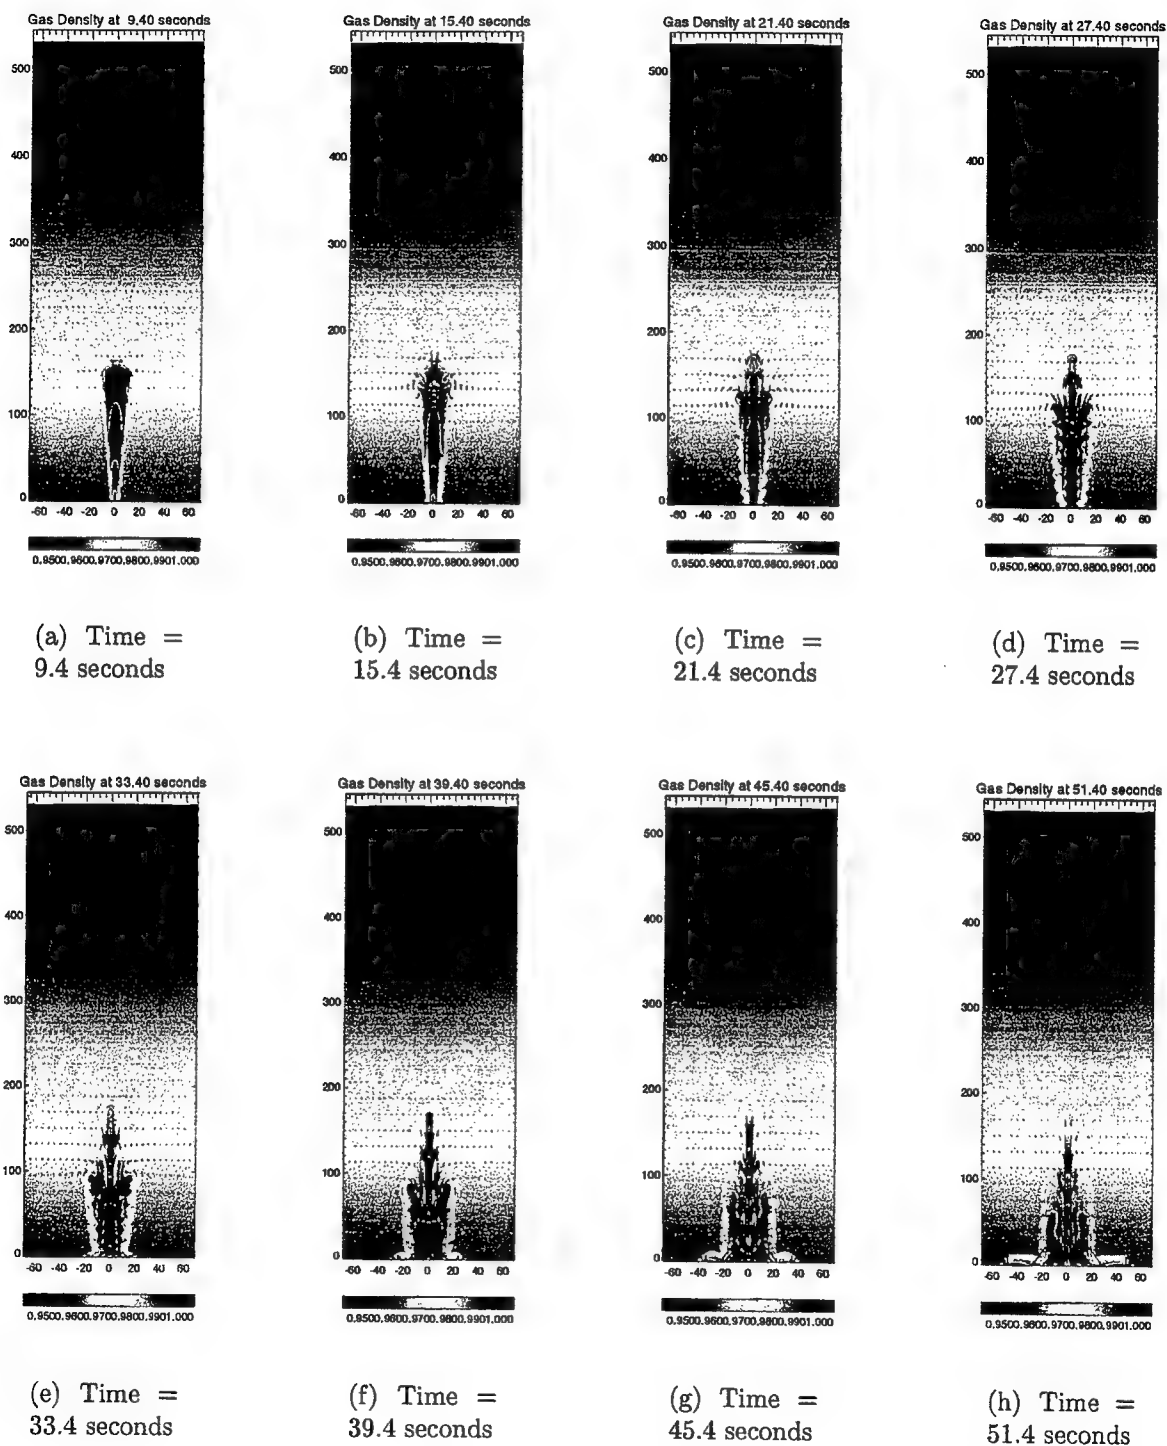 Gas Density at 9.40 seconds
500
400
300
200
100
0
-60 -40 -20 0 20 40 60
0.9500.9600.9700.9800.9901.000
(a) Time =
9.4 seconds
Gas Density at 15.40 seconds
500
400
300
200
100
0
-60 -40 -20 0 20 40 60
0.9500.9600.9700.9800.9901.000
(b) Time =
15.4 seconds
Gas Density at 21.40 seconds
500
400
300
200
100
0
-60 -40 -20 0 20 40 60
0.9500.9600.9700.9800.9901.000
(c) Time =
21.4 seconds
Gas Density at 27.40 seconds
500
400
300
200
100
0
-60 -40 -20 0 20 40 60
0.9500.9600.9700.9800.9901.000
(d) Time =
27.4 seconds
Gas Density at 33.40 seconds
500
400
300
200
100
0
-60 -40 -20 0 20 40 60
0.9500.9600.9700.9800.9901.000
(e) Time =
33.4 seconds
Gas Density at 39.40 seconds
500
400
300
200
100
0
-60 -40 -20 0 20 40 60
0.9500.9600.9700.9800.9901.000
(f) Time =
39.4 seconds
Gas Density at 45.40 seconds
500
400
300
200
100
0
-60 -40 -20 0 20 40 60
0.9500.9600.9700.9800.9901.000
(g) Time =
45.4 seconds
Gas Density at 51.40 seconds
500
400
300
200
100
0
-60 -40 -20 0 20 40 60
0.9500.9600.9700.9800.9901.000
(h) Time =
51.4 seconds